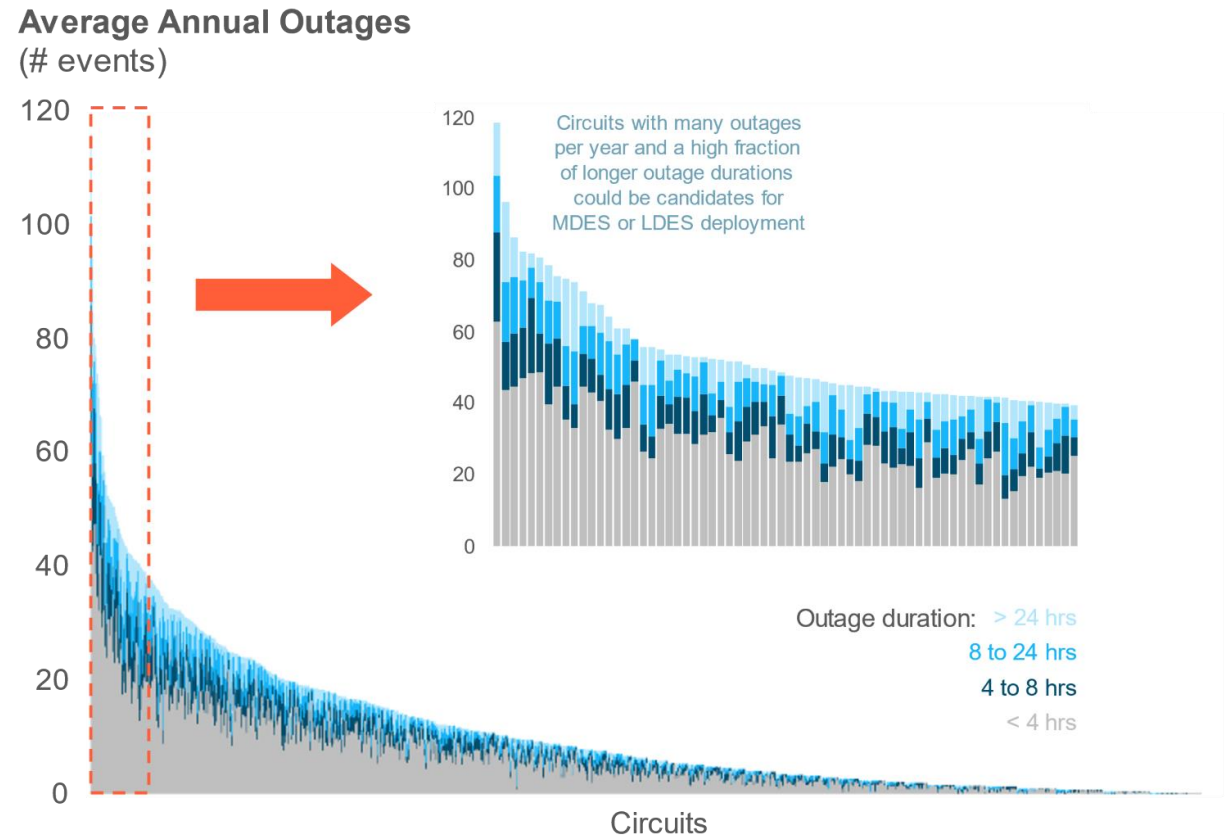 Average Annual Outages
(# events)
120
100
80
60
40
20
0
120
100
80
60
40
20
0
Circuits with many outages
per year and a high fraction
of longer outage durations
could be candidates for
MDES or LDES deployment
Outage duration: > 24 hrs
8 to 24 hrs
4 to 8 hrs
< 4 hrs
Circuits